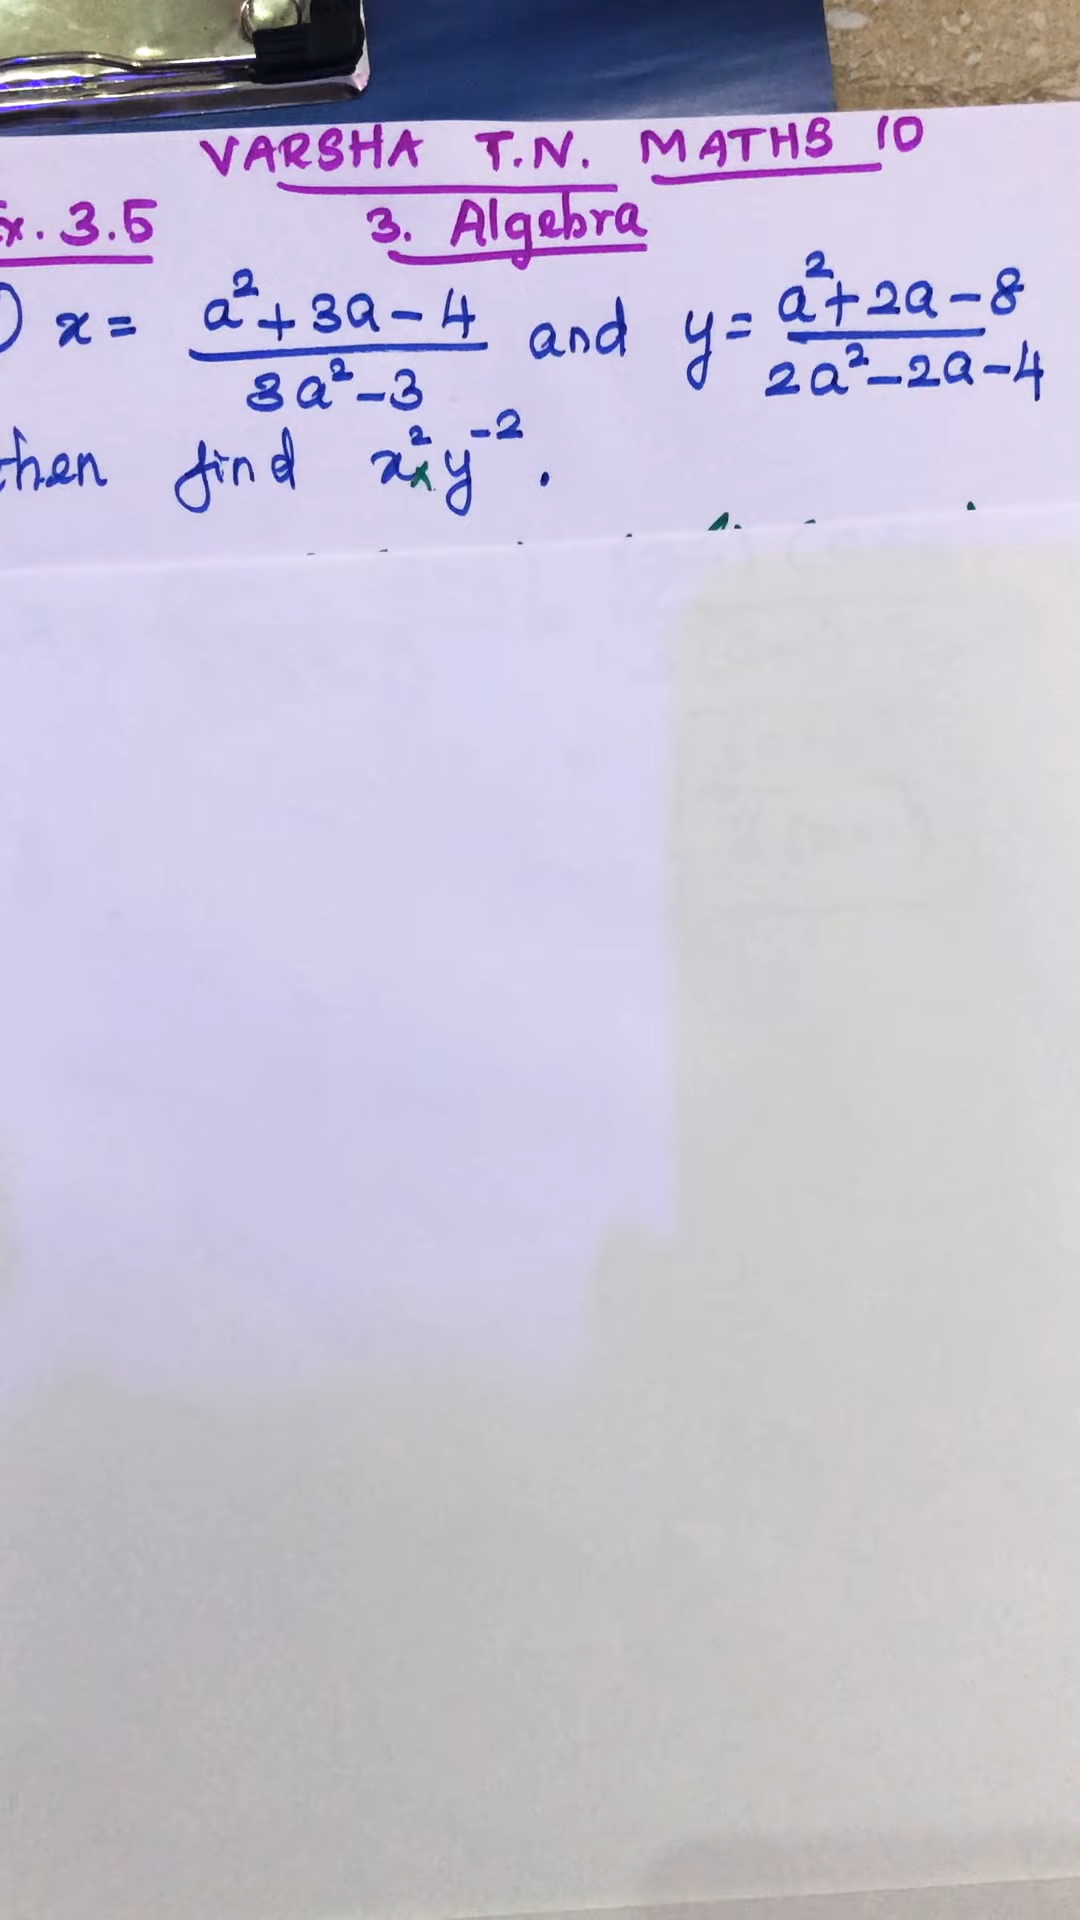 VARSHA T.N. MATHS 10
Ex. 3.5 3. Algebra
) x = a²+3a-4 / 3a²-3 and y = a²+2a-8 / 2a²-2a-4
then find x² × y⁻² .